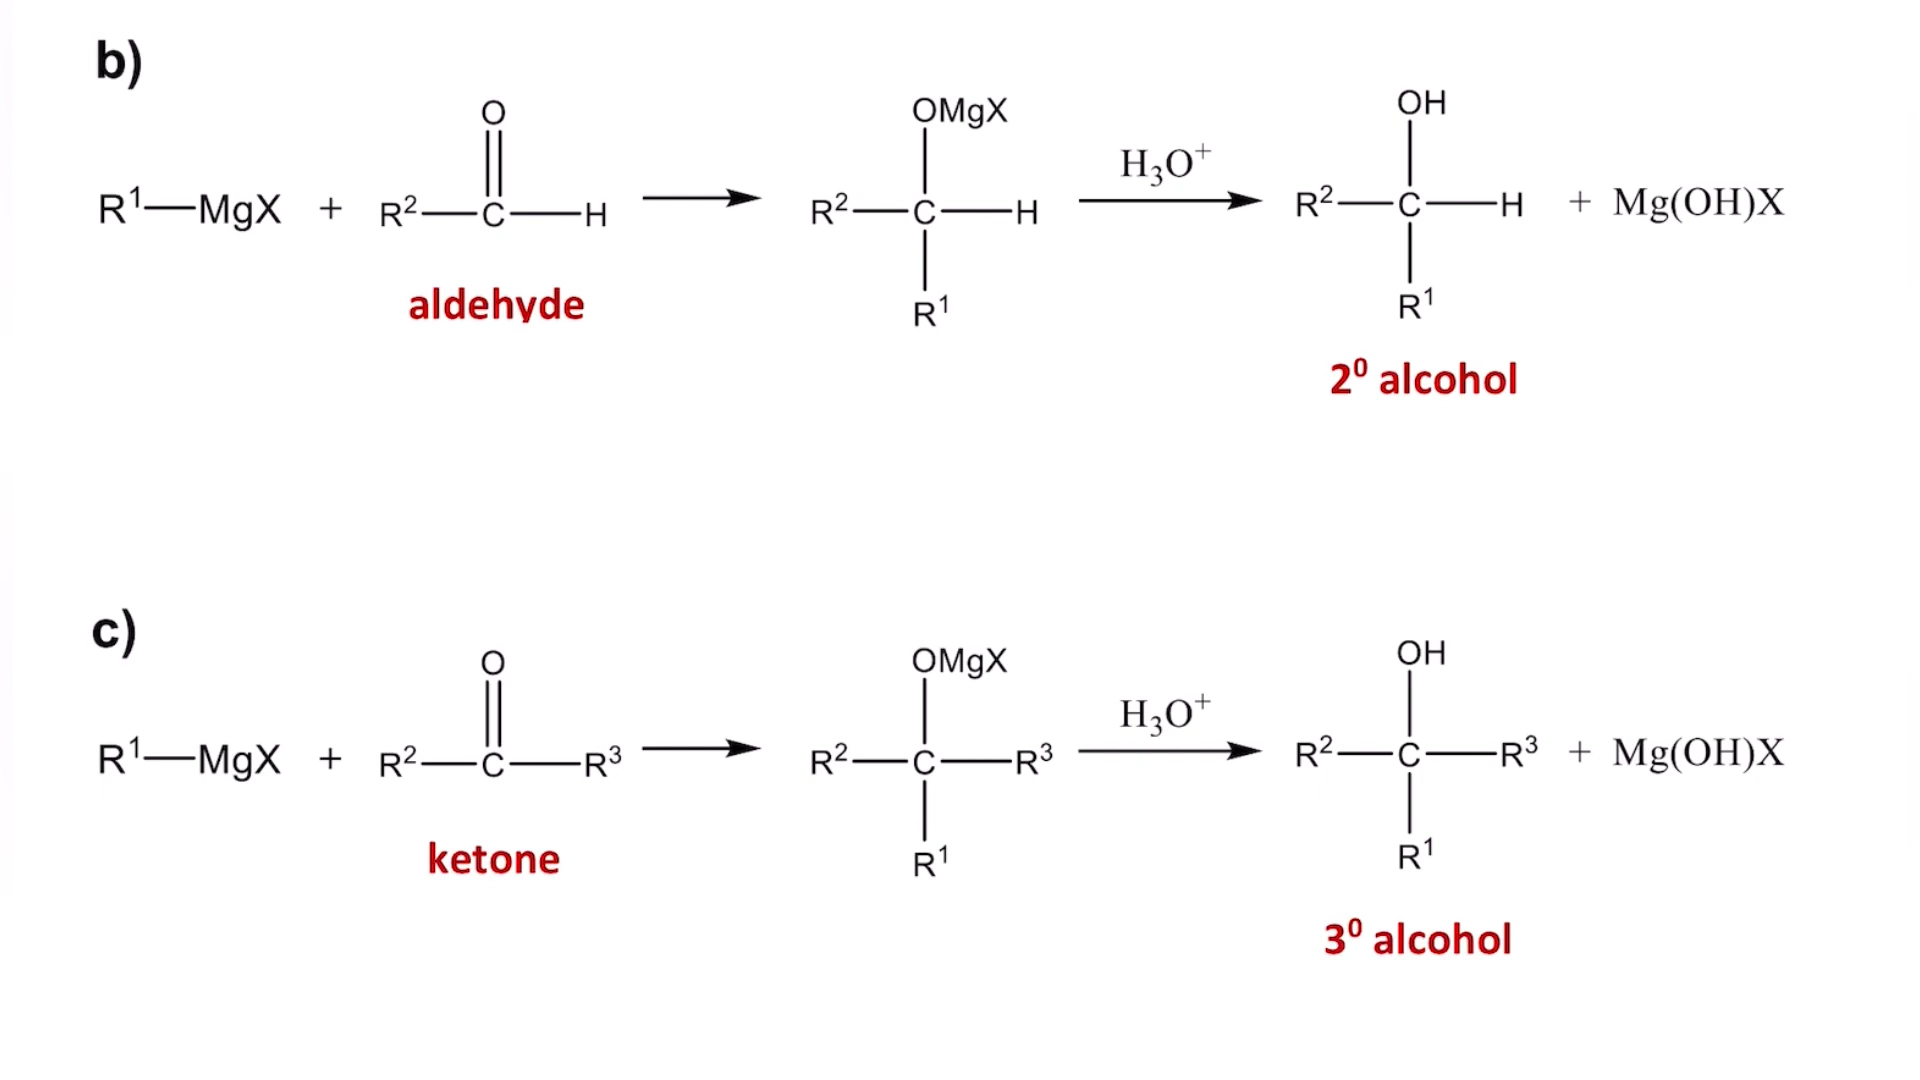 b)
O OMgX OH
R¹—MgX + R²—C—H H₃O⁺ R²—C—H + Mg(OH)X
R²—C—H
R¹ R¹
aldehyde
2⁰ alcohol
c)
O OMgX OH
R¹—MgX + R²—C—R³ R²—C—R³ H₃O⁺ R²—C—R³ + Mg(OH)X
R¹ R¹
ketone
3⁰ alcohol